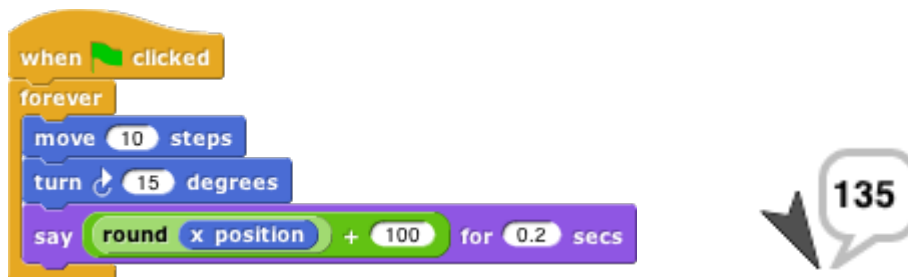 when clicked
forever
move 10 steps
turn 15 degrees
say round x position + 100 for 0.2 secs
135